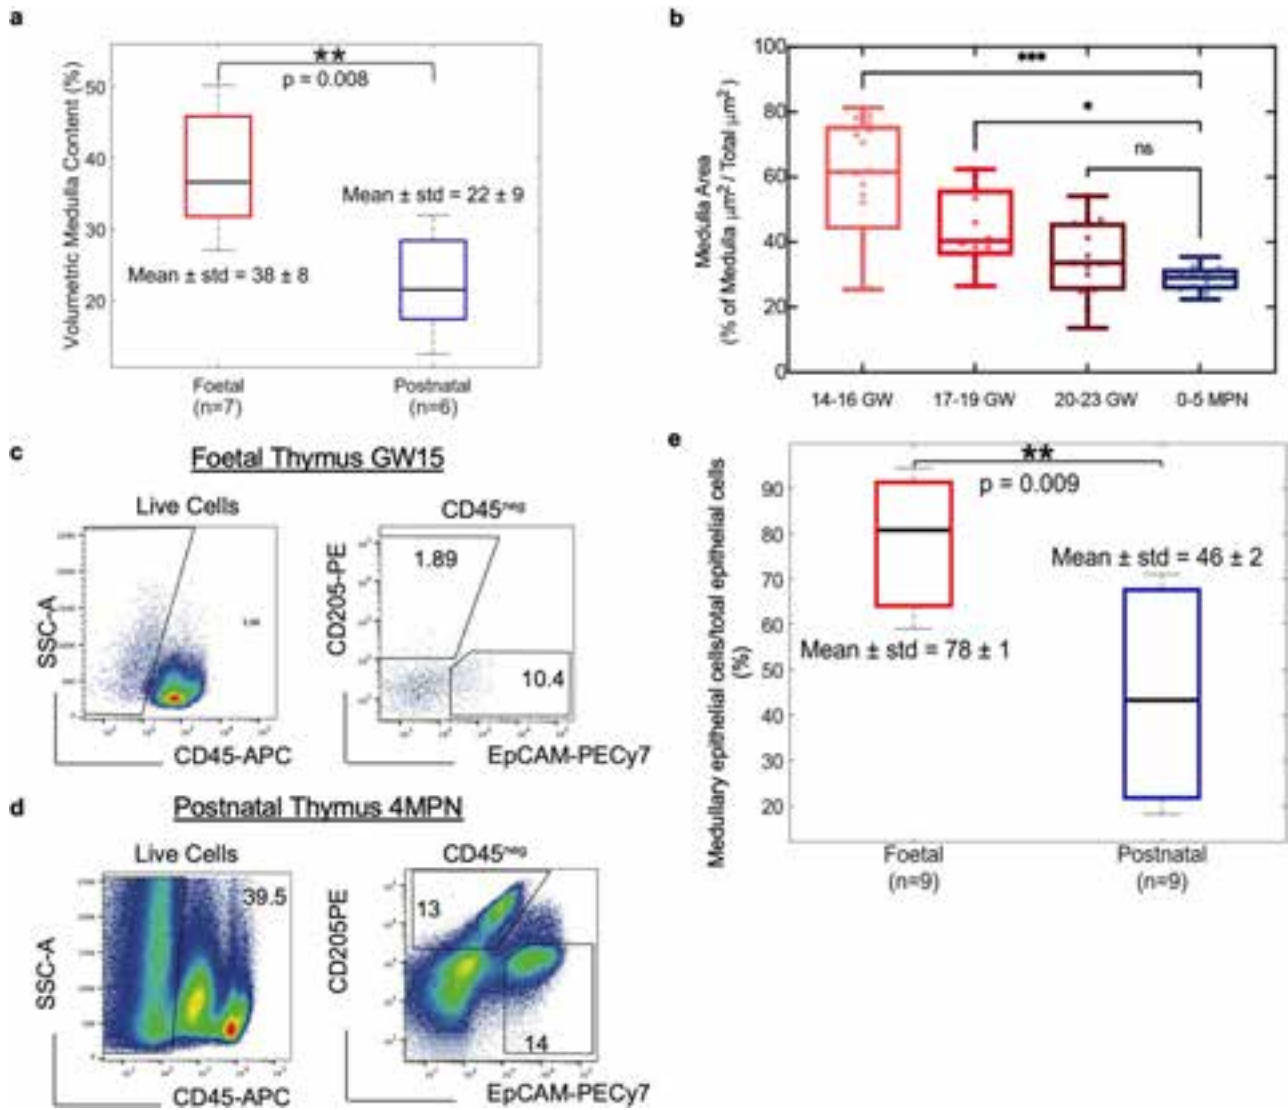 a
Volumetric Medulla Content (%)
50
40
30
20
**
p = 0.008
Mean ± std = 22 ± 9
Mean ± std = 38 ± 8
Foetal
(n=7)
Postnatal
(n=6)
b
Medulla Area
(% of Medulla μm² / Total μm²)
100
80
60
40
20
0
***
*
ns
14-16 GW
17-19 GW
20-23 GW
0-5 MPN
c
Foetal Thymus GW15
Live Cells
SSC-A
CD45-APC
CD45neg
CD205-PE
1.89
10.4
EpCAM-PECy7
d
Postnatal Thymus 4MPN
Live Cells
SSC-A
39.5
CD45-APC
CD45neg
CD205PE
13
14
EpCAM-PECy7
e
Medullary epithelial cells/total epithelial cells
(%)
90
80
70
60
50
40
30
20
**
p = 0.009
Mean ± std = 46 ± 2
Mean ± std = 78 ± 1
Foetal
(n=9)
Postnatal
(n=9)